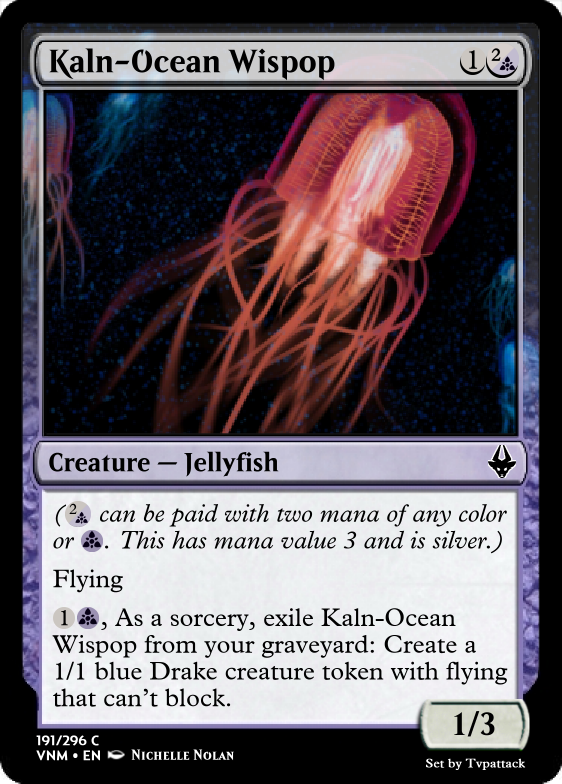 Kaln-Ocean Wispop 1 2
Creature — Jellyfish
(2 can be paid with two mana of any color
or . This has mana value 3 and is silver.)
Flying
1 , As a sorcery, exile Kaln-Ocean
Wispop from your graveyard: Create a
1/1 blue Drake creature token with flying
that can't block.
1/3
191/296 C
VNM • EN Nichelle Nolan
Set by Tvpattack